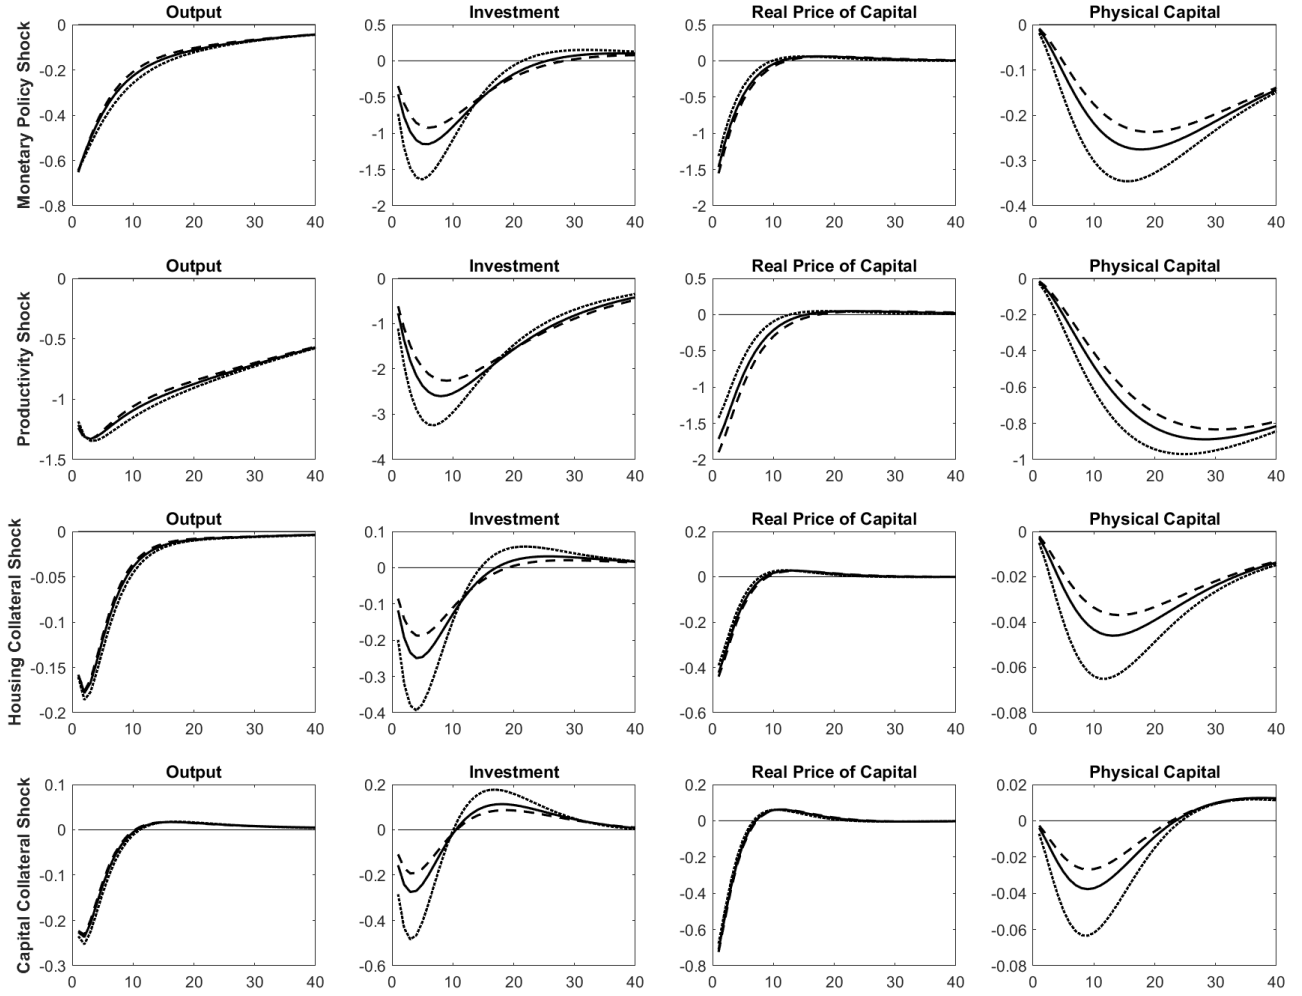 Output Investment Real Price of Capital Physical Capital
Monetary Policy Shock
0 0.5 0.5 0
-0.2 0 0 -0.1
-0.4 -0.5 -0.5 -0.2
-0.6 -1 -1 -0.3
-0.8 -1.5 -1.5 -0.4
-2 -2
0 10 20 30 40 0 10 20 30 40 0 10 20 30 40 0 10 20 30 40
Output Investment Real Price of Capital Physical Capital
Productivity Shock
0 0 0.5 0
-0.5 -1 0 -0.2
-1 -2 -0.5 -0.4
-1.5 -3 -1 -0.6
-4 -1.5 -0.8
-2 -1
0 10 20 30 40 0 10 20 30 40 0 10 20 30 40 0 10 20 30 40
Output Investment Real Price of Capital Physical Capital
Housing Collateral Shock
0 0.1 0.2 0
-0.05 0 0 -0.02
-0.1 -0.1 -0.2 -0.04
-0.15 -0.2 -0.4 -0.06
-0.2 -0.3 -0.6 -0.08
-0.4
0 10 20 30 40 0 10 20 30 40 0 10 20 30 40 0 10 20 30 40
Output Investment Real Price of Capital Physical Capital
Capital Collateral Shock
0.1 0.2 0.2 0.02
0 0 0 0
-0.1 -0.2 -0.2 -0.02
-0.2 -0.4 -0.4 -0.04
-0.3 -0.6 -0.6 -0.06
-0.8 -0.08
0 10 20 30 40 0 10 20 30 40 0 10 20 30 40 0 10 20 30 40